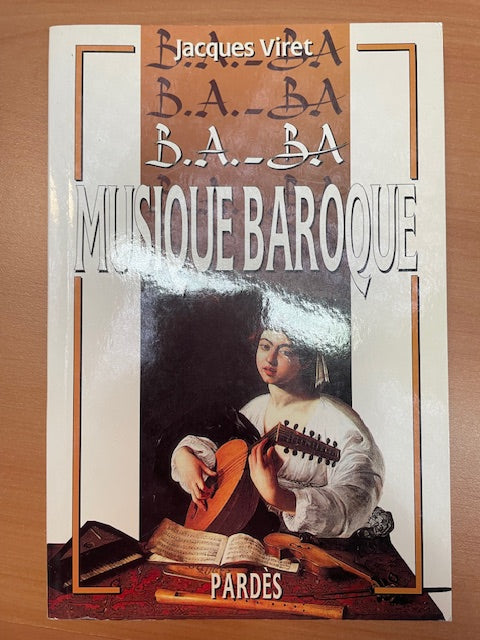 Jacques Viret
B.A.-BA
B.A.-BA
B.A.-BA
MUSIQUE BAROQUE
PARDÈS